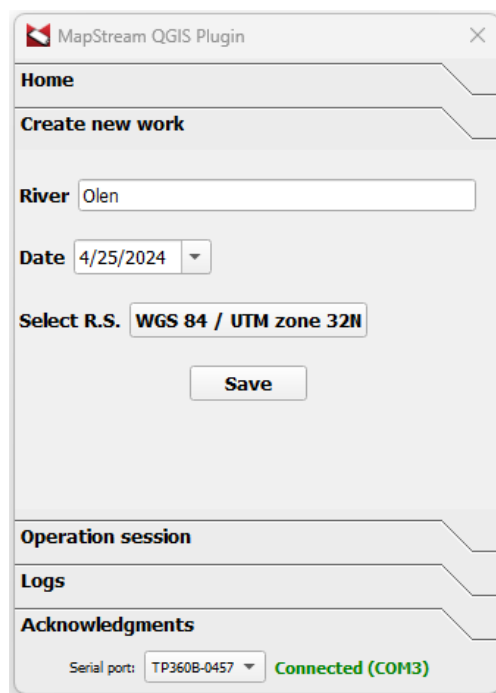 MapStream QGIS Plugin
Home
Create new work
River Olen
Date 4/25/2024
Select R.S. WGS 84 / UTM zone 32N
Save
Operation session
Logs
Acknowledgments
Serial port: TP360B-0457 Connected (COM3)